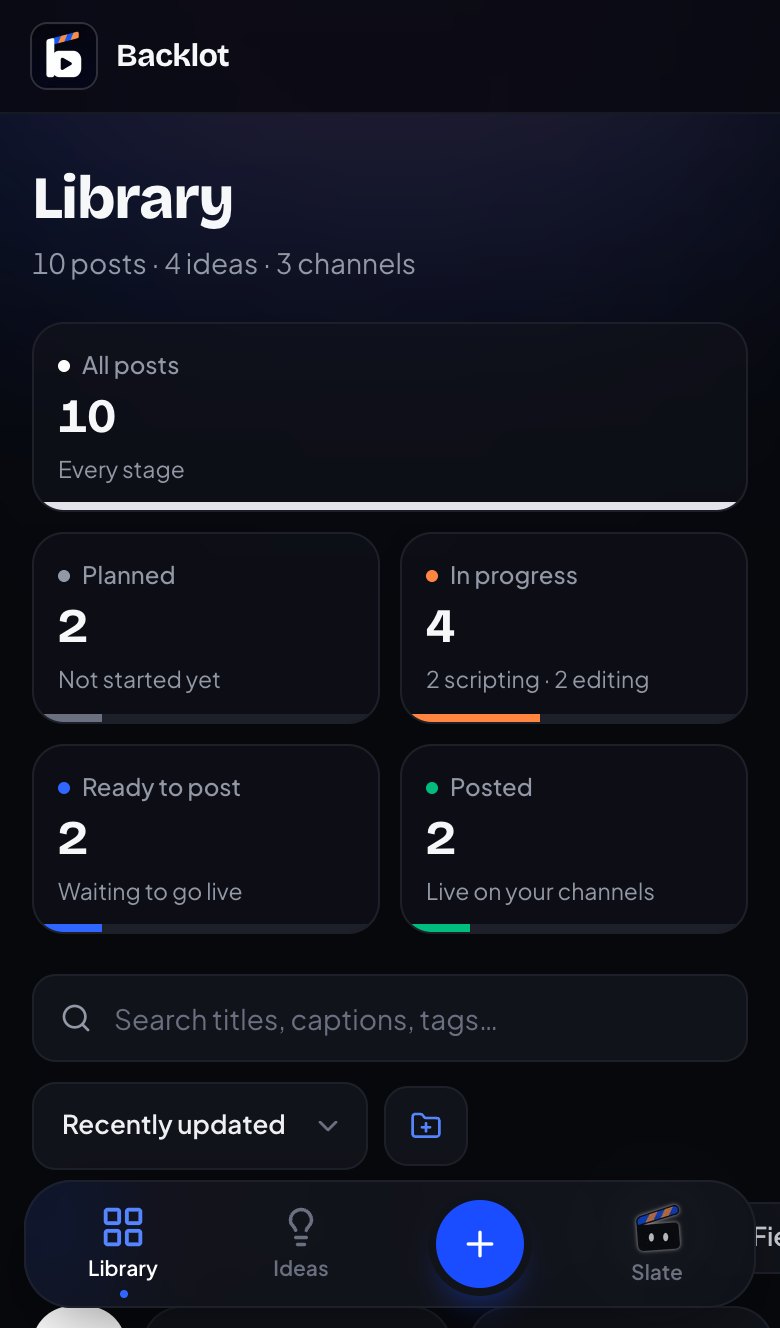 Backlot
Library
10 posts · 4 ideas · 3 channels
All posts
10
Every stage
Planned
2
Not started yet
In progress
4
2 scripting · 2 editing
Ready to post
2
Waiting to go live
Posted
2
Live on your channels
Search titles, captions, tags…
Recently updated
Library
Ideas
Slate